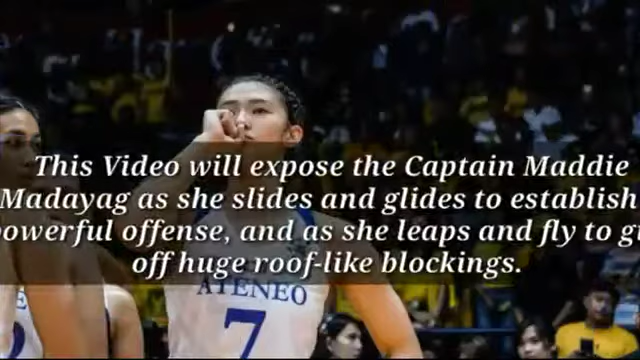 This Video will expose the Captain Maddie
Madayag as she slides and glides to establish
powerful offense, and as she leaps and fly to
off huge roof-like blockings.
ATENEO
7